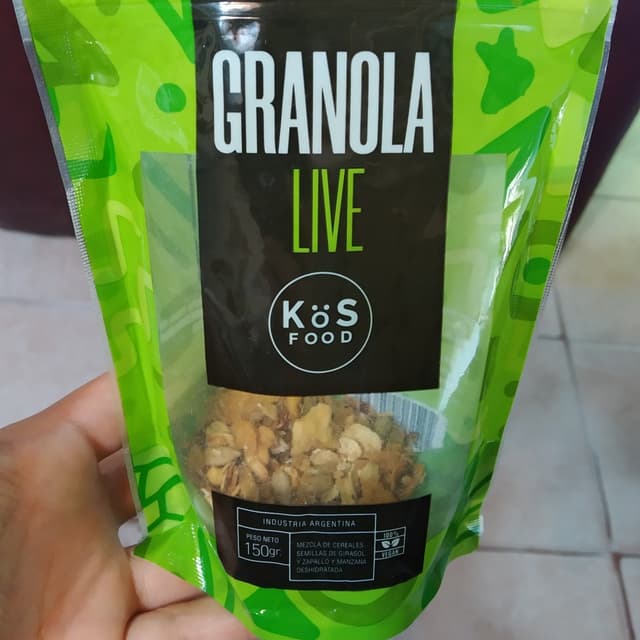 GRANOLA
LIVE
KöS
FOOD
INDUSTRIA ARGENTINA
PESO NETO
150gr.
MEZCLA DE CEREALES,
SEMILLAS DE GIRASOL
Y ZAPALLO Y MANZANA
DESHIDRATADA
100%
VEGAN